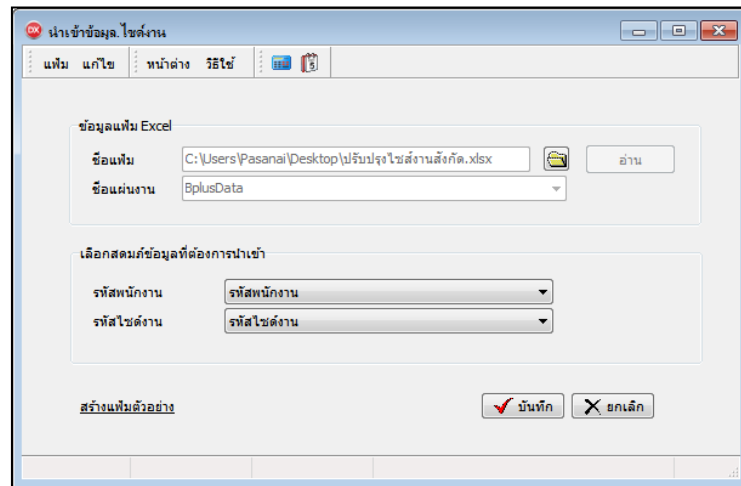 นำเข้าข้อมูล.ไซต์งาน
แฟ้ม แก้ไข หน้าต่าง วิธีใช้
ข้อมูลแฟ้ม Excel
ชื่อแฟ้ม C:\Users\Pasanai\Desktop\ปรับปรุงไซส์งานสังกัด.xlsx อ่าน
ชื่อแผ่นงาน BplusData
เลือกสดมภ์ข้อมูลที่ต้องการนำเข้า
รหัสพนักงาน รหัสพนักงาน
รหัสไซต์งาน รหัสไซต์งาน
สร้างแฟ้มตัวอย่าง บันทึก ยกเลิก